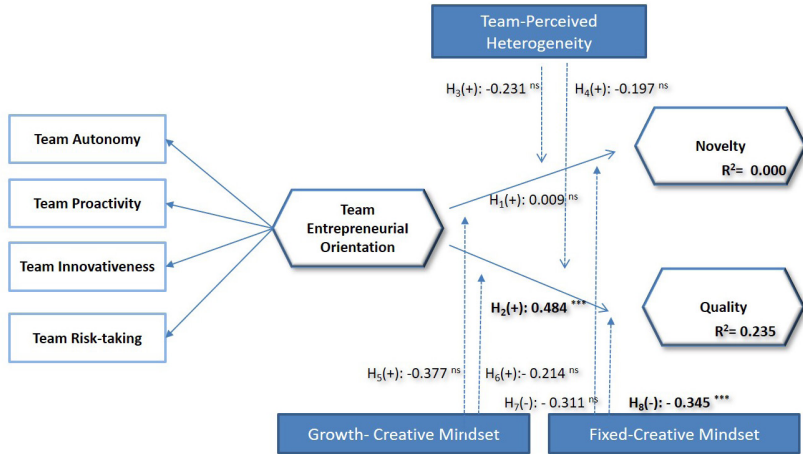 Team-Perceived
Heterogeneity
H₃(+): -0.231 ⁿˢ
H₄(+): -0.197 ⁿˢ
Team Autonomy
Team Proactivity
Team Innovativeness
Team Risk-taking
Team
Entrepreneurial
Orientation
Novelty
R²= 0.000
H₁(+): 0.009 ⁿˢ
H₂(+): 0.484 ***
Quality
R²= 0.235
H₅(+): -0.377 ⁿˢ
H₆(+): - 0.214 ⁿˢ
H₇(-): - 0.311 ⁿˢ
H₈(-): - 0.345 ***
Growth- Creative Mindset
Fixed-Creative Mindset